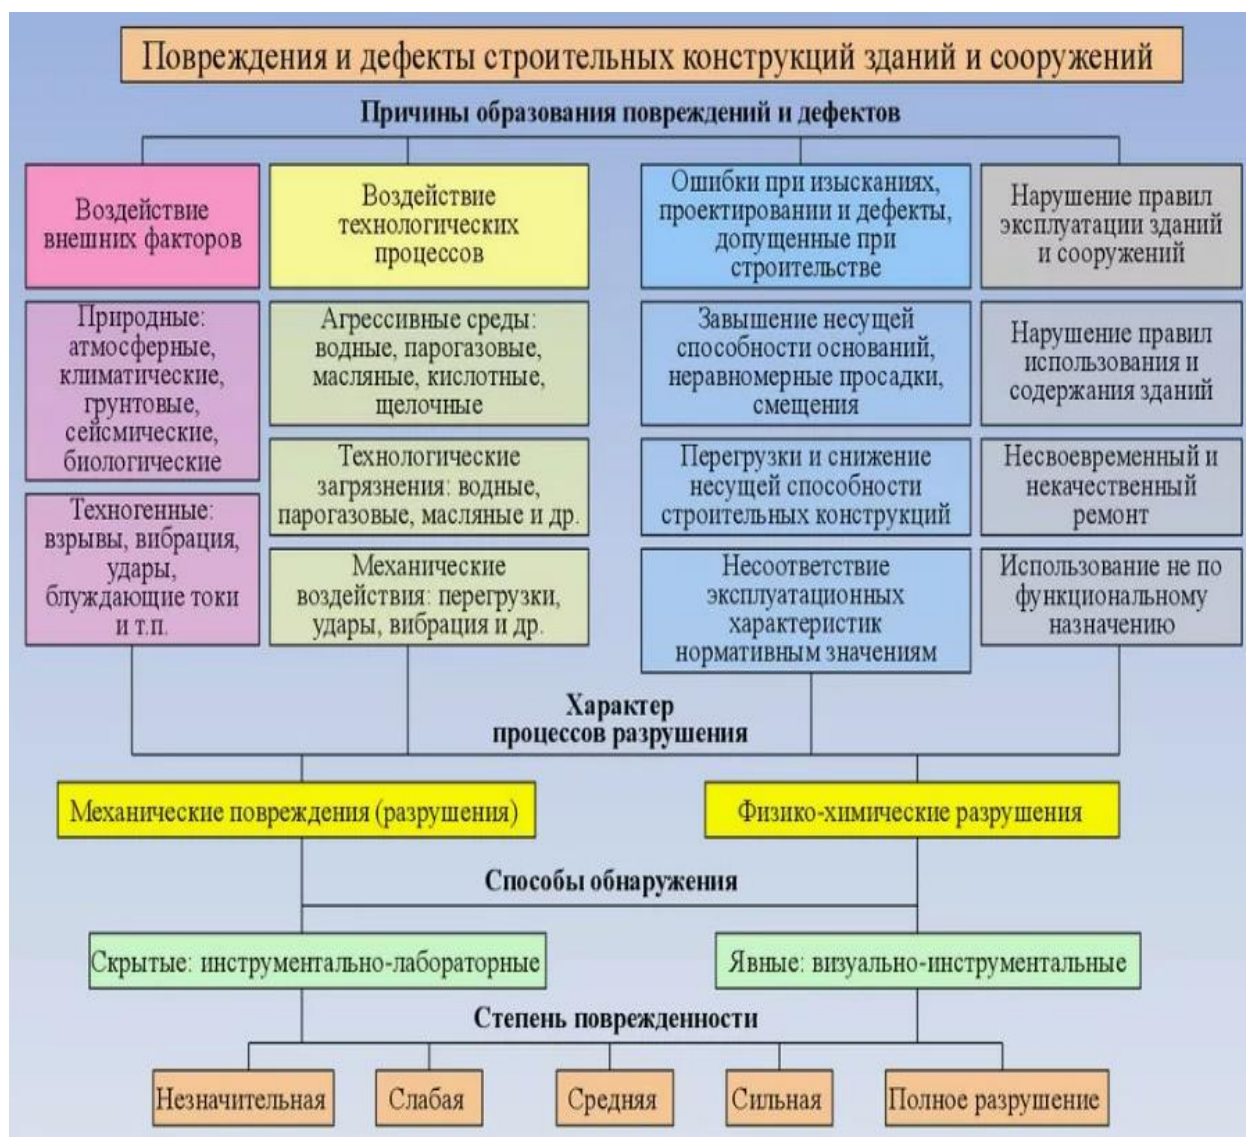 Повреждения и дефекты строительных конструкций зданий и сооружений
Причины образования повреждений и дефектов
Воздействие
внешних факторов
Воздействие
технологических
процессов
Ошибки при изысканиях,
проектировании и дефекты,
допущенные при
строительстве
Нарушение правил
эксплуатации зданий
и сооружений
Природные:
атмосферные,
климатические,
грунтовые,
сейсмические,
биологические
Агрессивные среды:
водные, парогазовые,
масляные, кислотные,
щелочные
Завышение несущей
способности оснований,
неравномерные просадки,
смещения
Нарушение правил
использования и
содержания зданий
Технологические
загрязнения: водные,
парогазовые, масляные и др.
Перегрузки и снижение
несущей способности
строительных конструкций
Несвоевременный и
некачественный
ремонт
Техногенные:
взрывы, вибрация,
удары,
блуждающие токи
и т.п.
Механические
воздействия: перегрузки,
удары, вибрация и др.
Несоответствие
эксплуатационных
характеристик
нормативным значениям
Использование не по
функциональному
назначению
Характер
процессов разрушения
Механические повреждения (разрушения)
Физико-химические разрушения
Способы обнаружения
Скрытые: инструментально-лабораторные
Явные: визуально-инструментальные
Степень поврежденности
Незначительная
Слабая
Средняя
Сильная
Полное разрушение